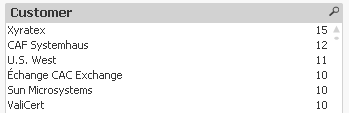 Customer
Xyratex 15
CAF Systemhaus 12
U.S. West 11
Échange CAC Exchange 10
Sun Microsystems 10
ValiCert 10